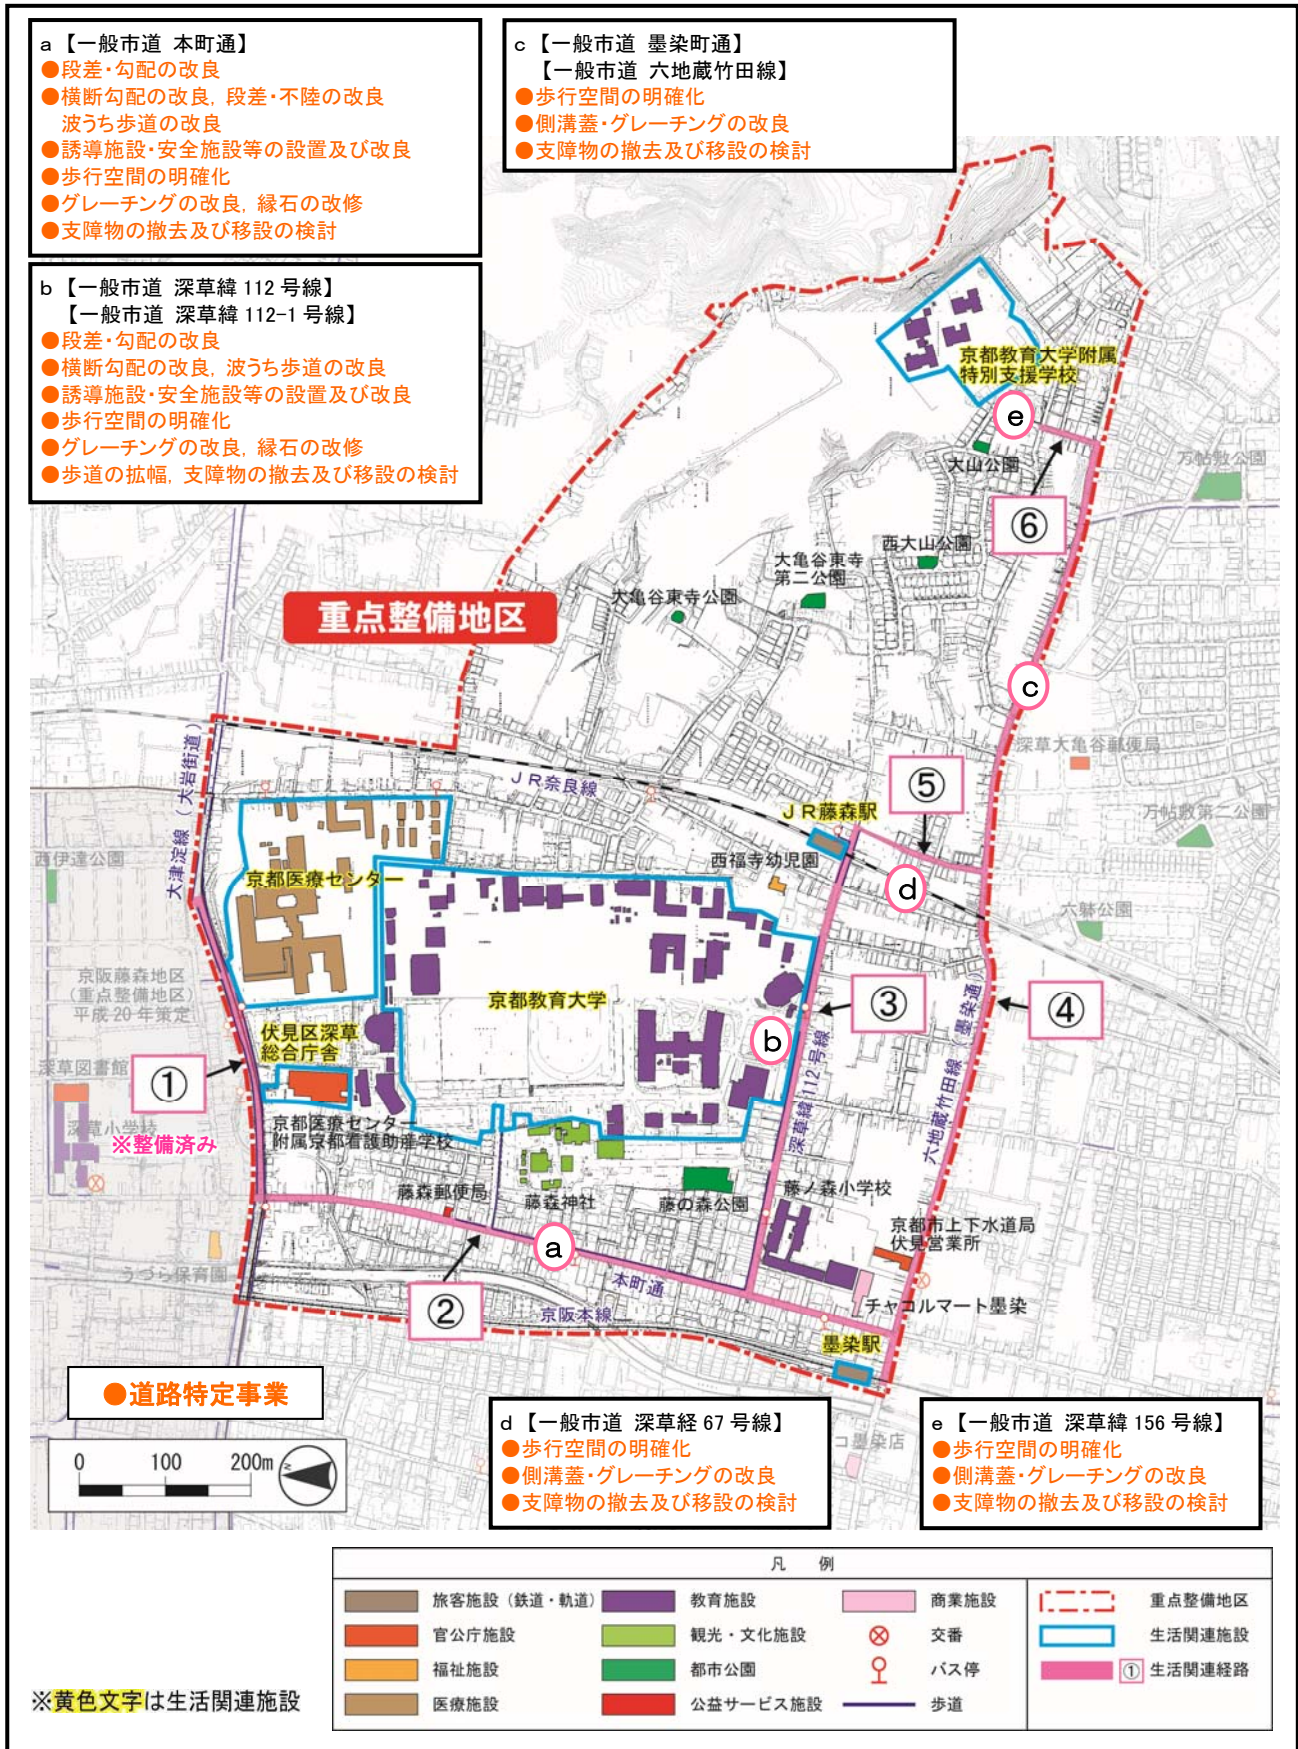 a 【一般市道 本町通】
●段差・勾配の改良
●横断勾配の改良, 段差・不陸の改良
波うち歩道の改良
●誘導施設・安全施設等の設置及び改良
●歩行空間の明確化
●グレーチングの改良, 縁石の改修
●支障物の撤去及び移設の検討
c 【一般市道 墨染町通】
【一般市道 六地蔵竹田線】
●歩行空間の明確化
●側溝蓋・グレーチングの改良
●支障物の撤去及び移設の検討
b 【一般市道 深草緯 112 号線】
【一般市道 深草緯 112-1 号線】
●段差・勾配の改良
●横断勾配の改良, 波うち歩道の改良
●誘導施設・安全施設等の設置及び改良
●歩行空間の明確化
●グレーチングの改良, 縁石の改修
●歩道の拡幅, 支障物の撤去及び移設の検討
京都教育大学附属
特別支援学校
e
大山公園
万帖敷公園
⑥
西大山公園
大亀谷東寺
第二公園
大亀谷東寺公園
重点整備地区
c
深草大亀谷郵便局
大津淀線（大岩街道）
JR奈良線
⑤
JR藤森駅
万帖敷第二公園
西伊達公園
西福寺幼児園
京都医療センター
d
六躰公園
京阪藤森地区
（重点整備地区）
平成20年策定
京都教育大学
③
④
伏見区深草
総合庁舎
b
深草図書館
①
深草緯112号線
六地蔵竹田線（墨染通）
深草小学校
※整備済み
京都医療センター
附属京都看護助産学校
藤森郵便局
藤森神社
藤の森公園
藤ノ森小学校
京都市上下水道局
伏見営業所
a
うづら保育園
本町通
②
チャコルマート墨染
京阪本線
墨染駅
●道路特定事業
0 100 200m
N
d 【一般市道 深草経 67 号線】
●歩行空間の明確化
●側溝蓋・グレーチングの改良
●支障物の撤去及び移設の検討
コ墨染店
e 【一般市道 深草緯 156 号線】
●歩行空間の明確化
●側溝蓋・グレーチングの改良
●支障物の撤去及び移設の検討
凡 例
旅客施設（鉄道・軌道） 教育施設 商業施設 重点整備地区
官公庁施設 観光・文化施設 交番 生活関連施設
福祉施設 都市公園 バス停 ① 生活関連経路
医療施設 公益サービス施設 歩道
※黄色文字は生活関連施設